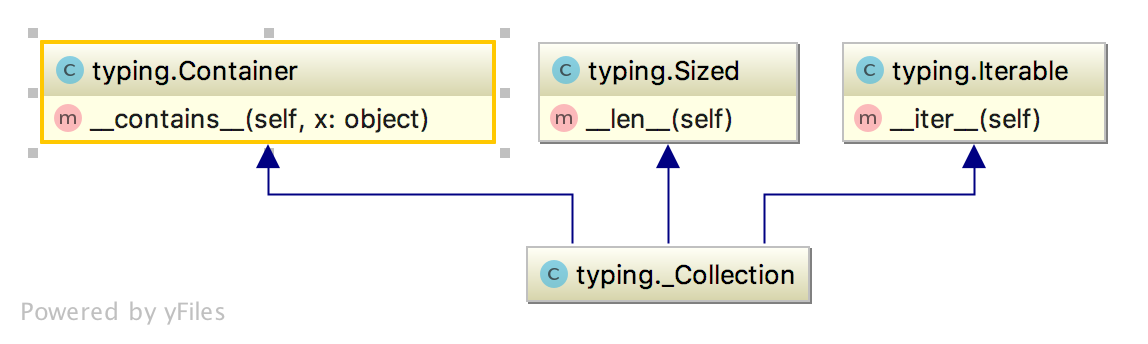 C typing.Container
m __contains__(self, x: object)
C typing.Sized
m __len__(self)
C typing.Iterable
m __iter__(self)
C typing._Collection
Powered by yFiles